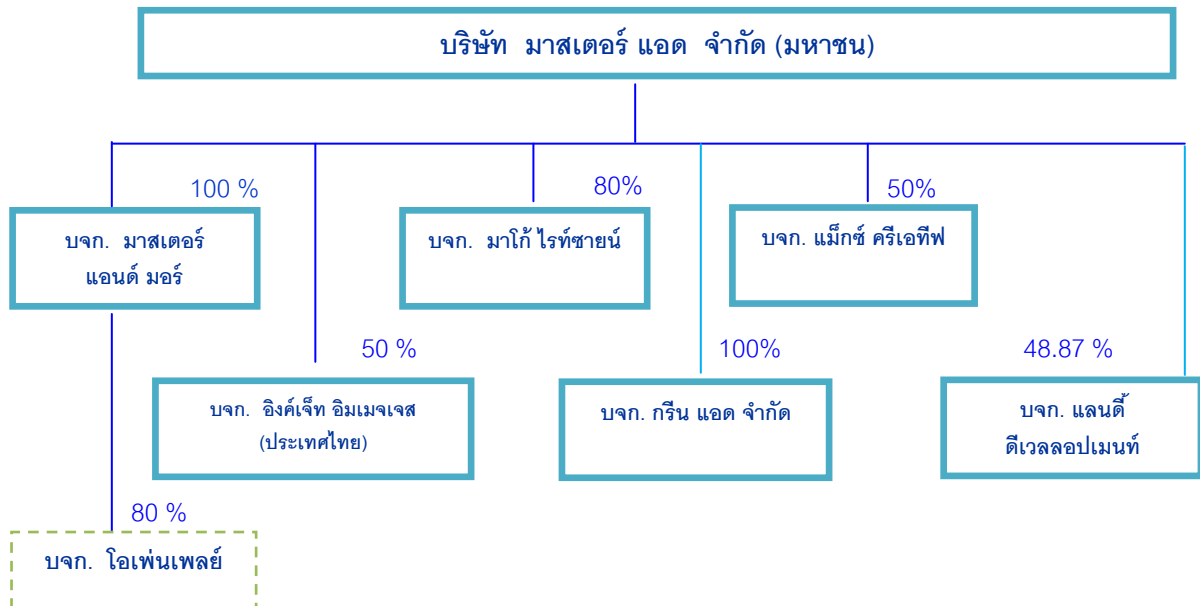 บริษัท มาสเตอร์ แอด จำกัด (มหาชน)
100 %
80%
50%
บจก. มาสเตอร์
แอนด์ มอร์
บจก. มาโก้ ไรท์ซายน์
บจก. แม็กซ์ ครีเอทีฟ
50 %
100%
48.87 %
บจก. อิงค์เจ็ท อิมเมจเจส
(ประเทศไทย)
บจก. กรีน แอด จำกัด
บจก. แลนดี้
ดีเวลลอปเมนท์
80 %
บจก. โอเพ่นเพลย์